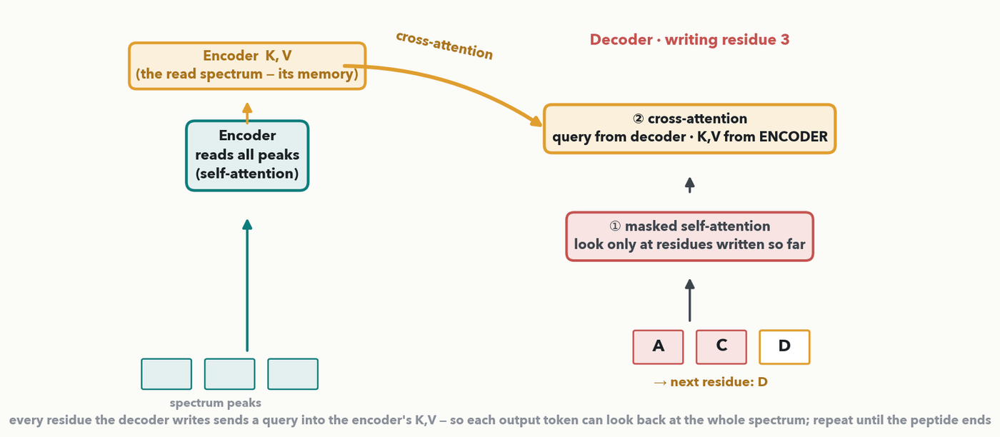 cross-attention
Decoder · writing residue 3
Encoder K, V
(the read spectrum — its memory)
② cross-attention
query from decoder · K,V from ENCODER
Encoder
reads all peaks
(self-attention)
① masked self-attention
look only at residues written so far
A C D
→ next residue: D
spectrum peaks
every residue the decoder writes sends a query into the encoder's K,V — so each output token can look back at the whole spectrum; repeat until the peptide ends